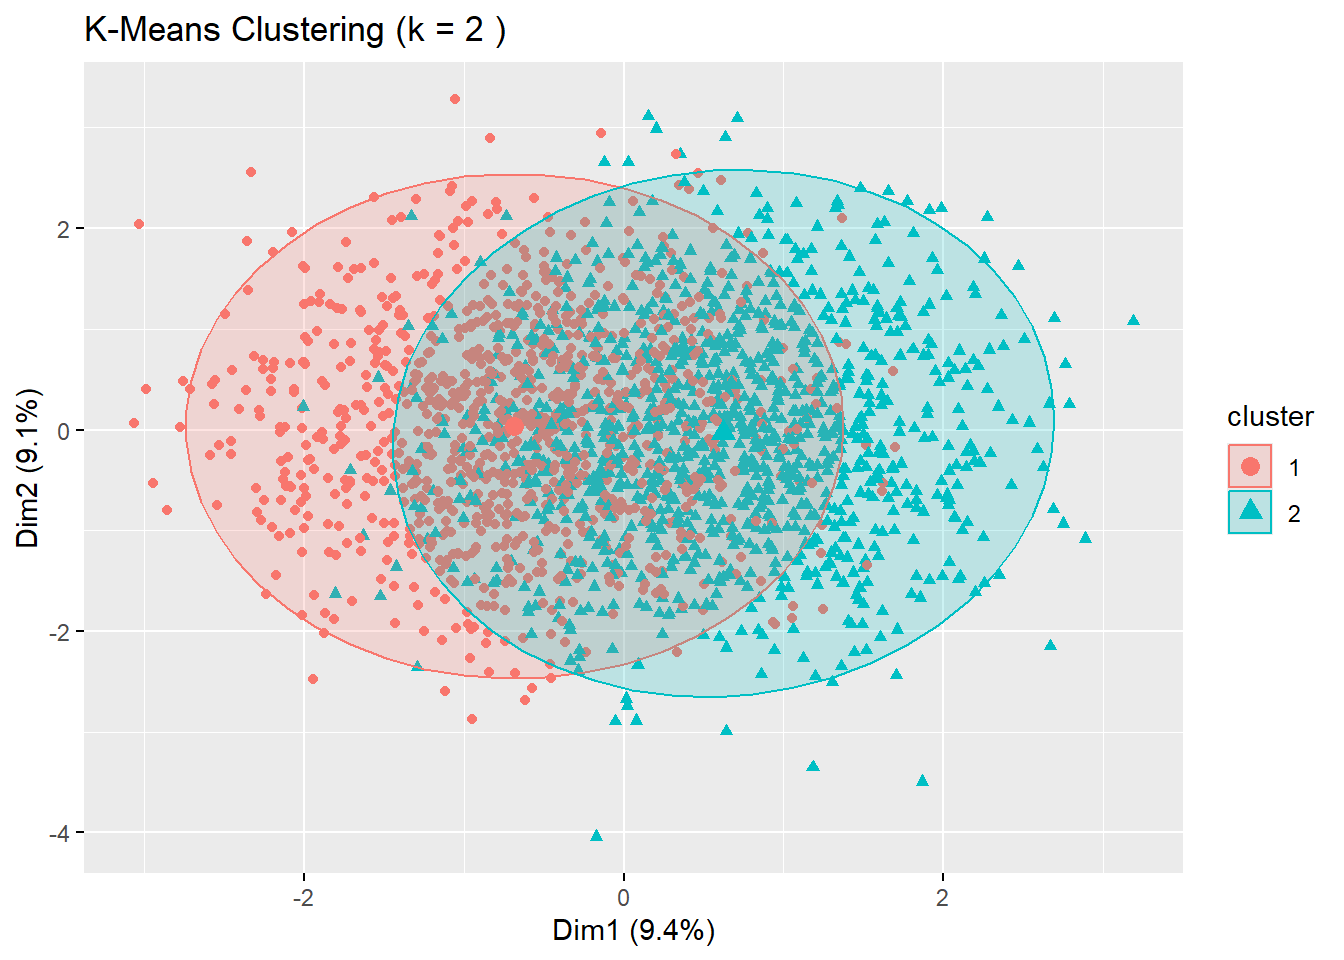 K-Means Clustering (k = 2 )
2
0
-2
-4
Dim2 (9.1%)
-2
0
2
Dim1 (9.4%)
cluster
1
2